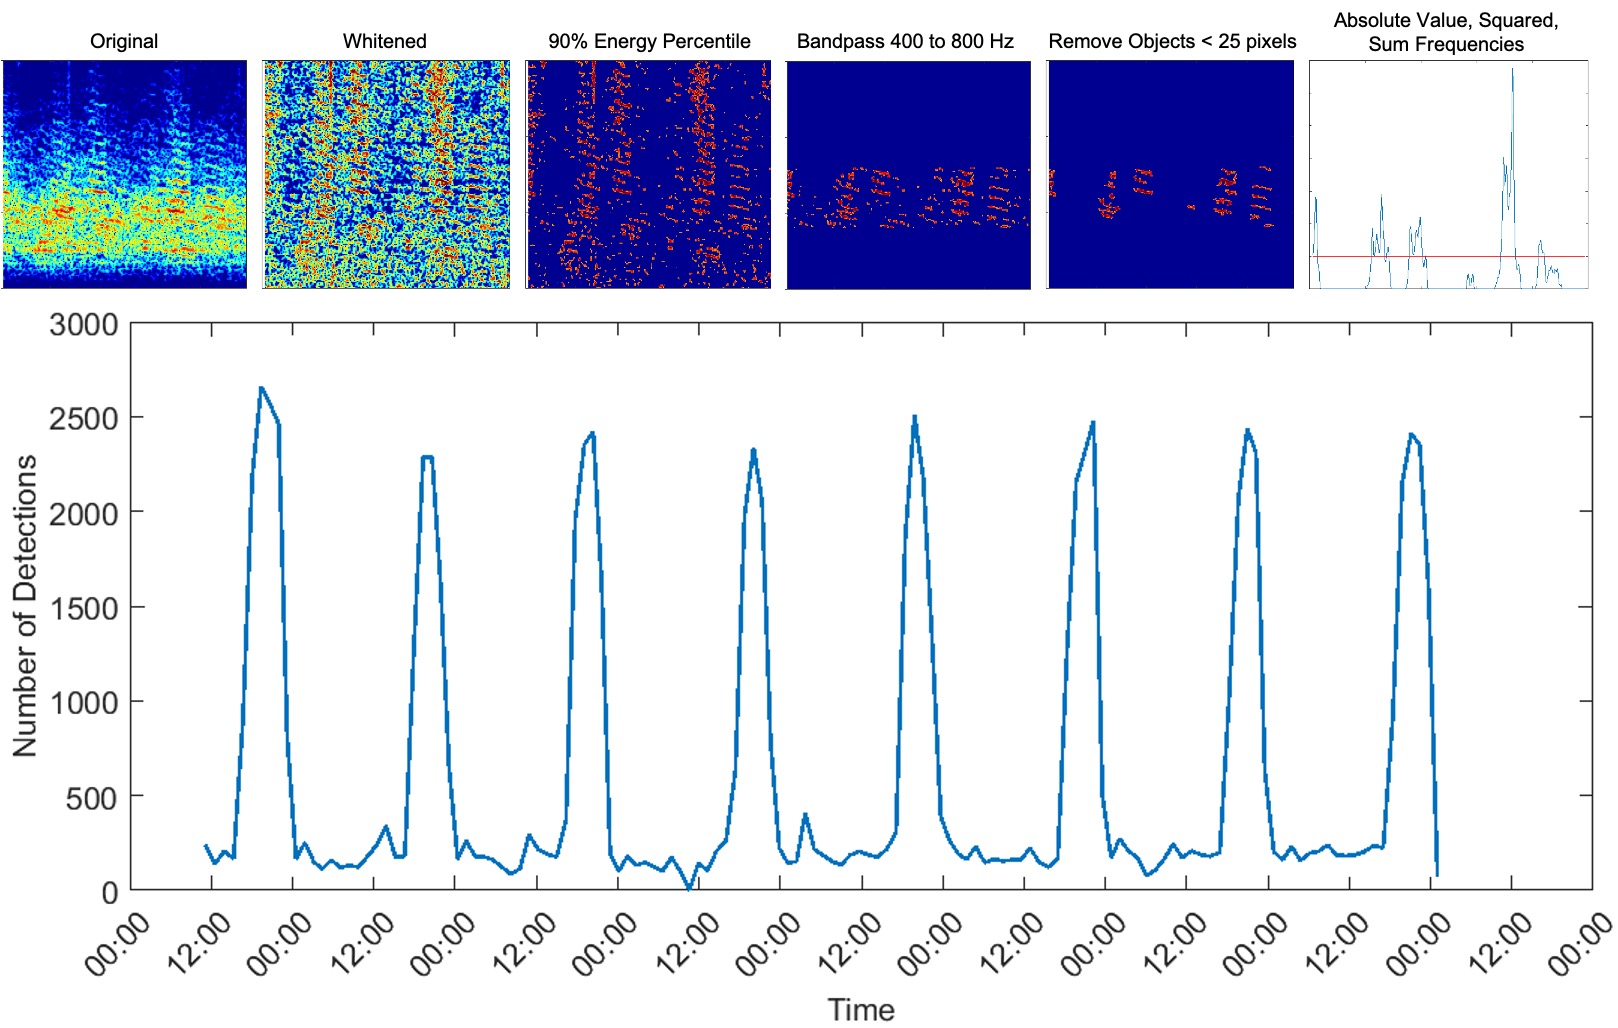 Original
Whitened
90% Energy Percentile
Bandpass 400 to 800 Hz
Remove Objects < 25 pixels
Absolute Value, Squared,
Sum Frequencies
3000
2500
2000
1500
1000
500
0
Number of Detections
00:00
12:00
00:00
12:00
00:00
12:00
00:00
12:00
00:00
12:00
00:00
12:00
00:00
12:00
00:00
12:00
00:00
12:00
00:00
Time